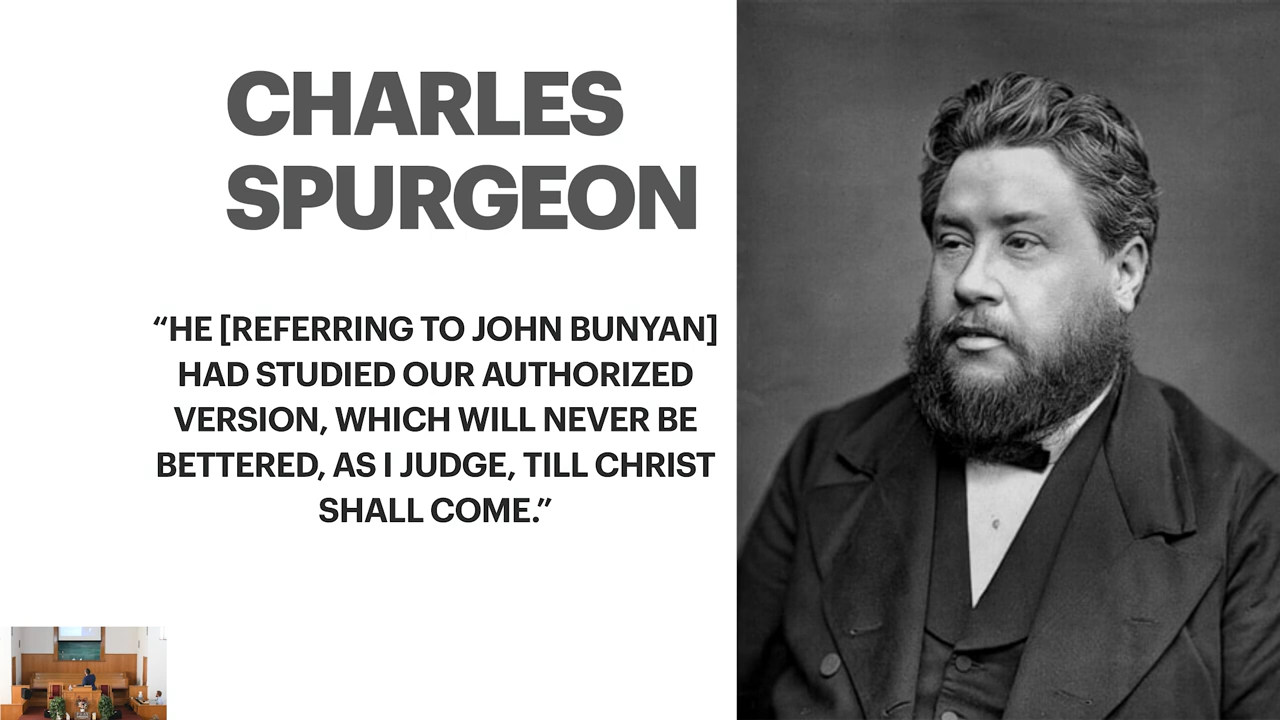 CHARLES
SPURGEON
“HE [REFERRING TO JOHN BUNYAN]
HAD STUDIED OUR AUTHORIZED
VERSION, WHICH WILL NEVER BE
BETTERED, AS I JUDGE, TILL CHRIST
SHALL COME.”